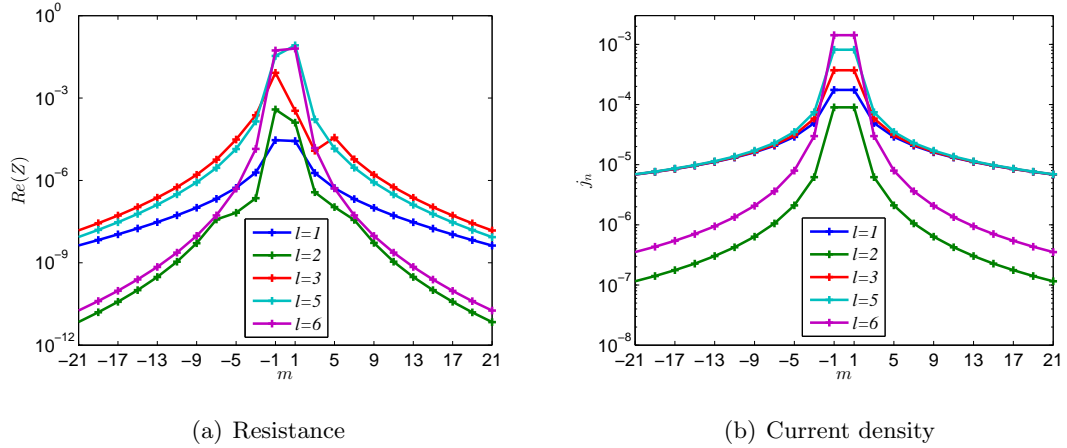 10^0
10^-3
10^-6
10^-9
10^-12
Re(Z)
-21 -17 -13 -9 -5 -1 1 5 9 13 17 21
m
l=1
l=2
l=3
l=5
l=6
(a) Resistance
10^-3
10^-4
10^-5
10^-6
10^-7
10^-8
j_n
-21 -17 -13 -9 -5 -1 1 5 9 13 17 21
m
l=1
l=2
l=3
l=5
l=6
(b) Current density